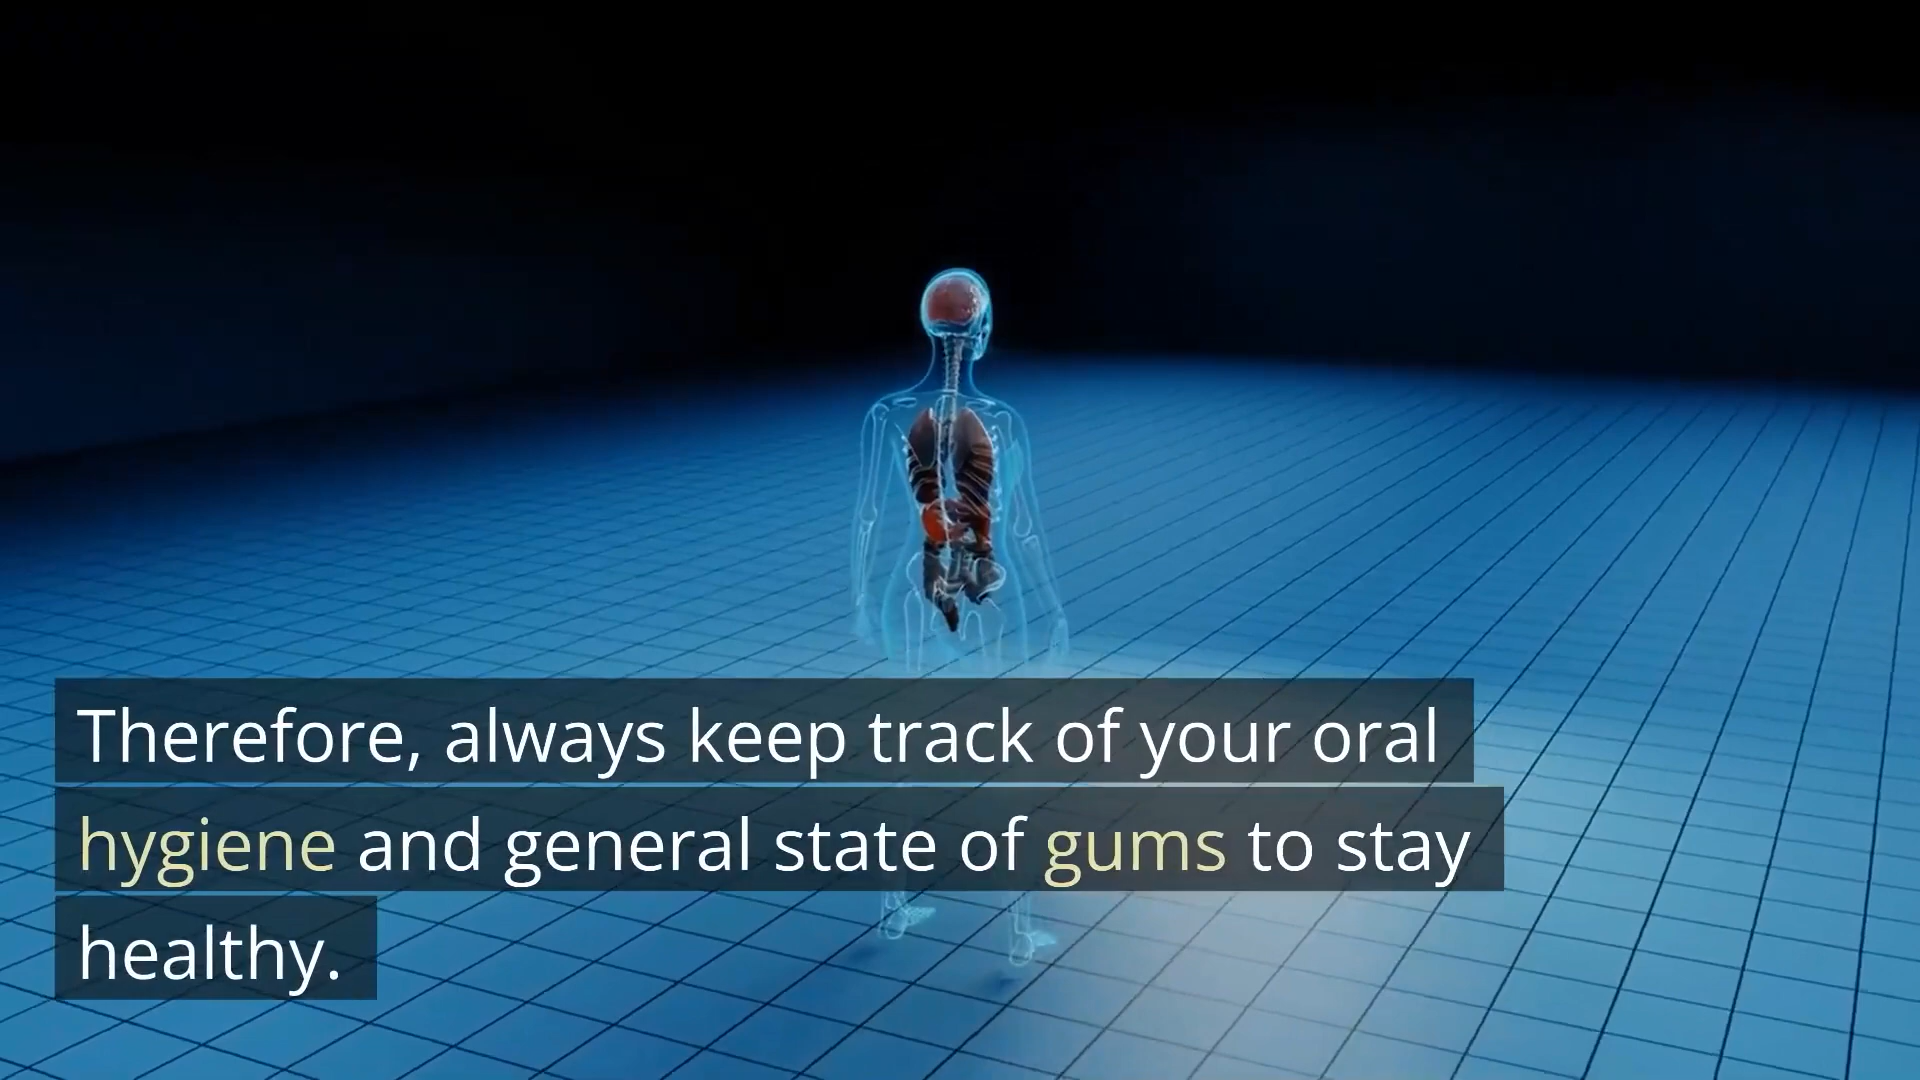 Therefore, always keep track of your oral
hygiene and general state of gums to stay
healthy.